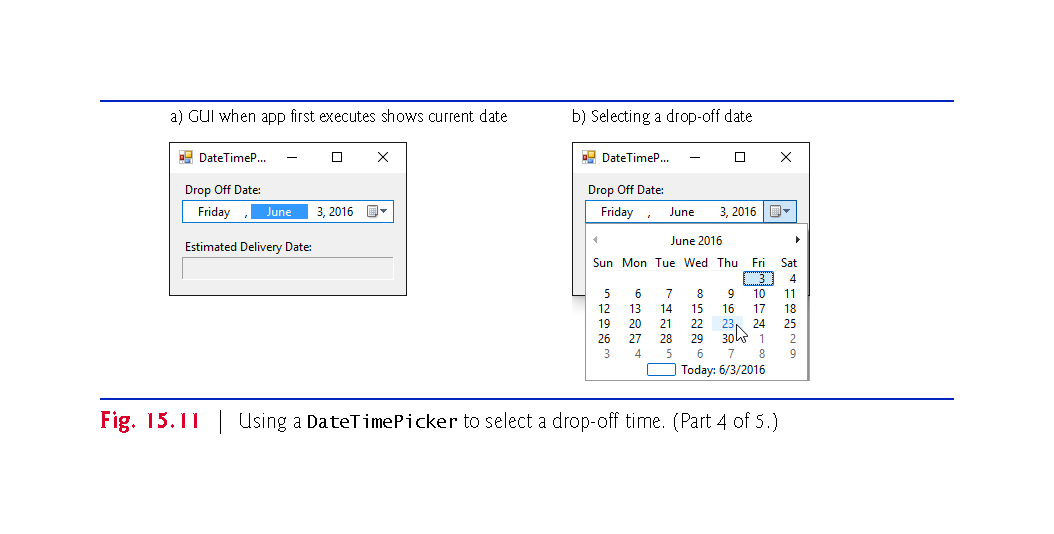 a) GUI when app first executes shows current date
DateTimeP...
Drop Off Date:
Friday , June 3, 2016
Estimated Delivery Date:
b) Selecting a drop-off date
DateTimeP...
Drop Off Date:
Friday , June 3, 2016
June 2016
Sun Mon Tue Wed Thu Fri Sat
3 4
5 6 7 8 9 10 11
12 13 14 15 16 17 18
19 20 21 22 23 24 25
26 27 28 29 30 1 2
3 4 5 6 7 8 9
Today: 6/3/2016
Fig. 15.11 | Using a DateTimePicker to select a drop-off time. (Part 4 of 5.)